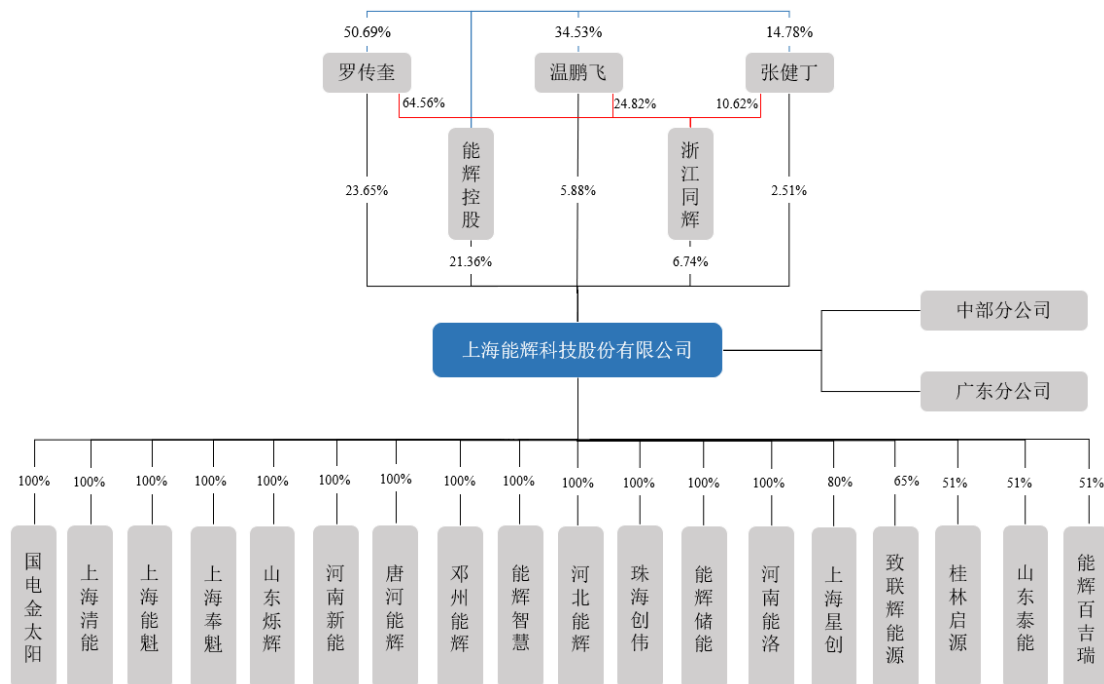 50.69%
34.53%
14.78%
罗传奎
温鹏飞
张健丁
64.56%
24.82%
10.62%
能辉控股
浙江同辉
23.65%
5.88%
2.51%
21.36%
6.74%
中部分公司
上海能辉科技股份有限公司
广东分公司
100%
100%
100%
100%
100%
100%
100%
100%
100%
100%
100%
100%
100%
80%
65%
51%
51%
51%
国电金太阳
上海清能
上海能魁
上海奉魁
山东烁辉
河南新能
唐河能辉
邓州能辉
能辉智慧
河北能辉
珠海创伟
能辉储能
河南能洛
上海星创
致联辉能源
桂林启源
山东泰能
能辉百吉瑞